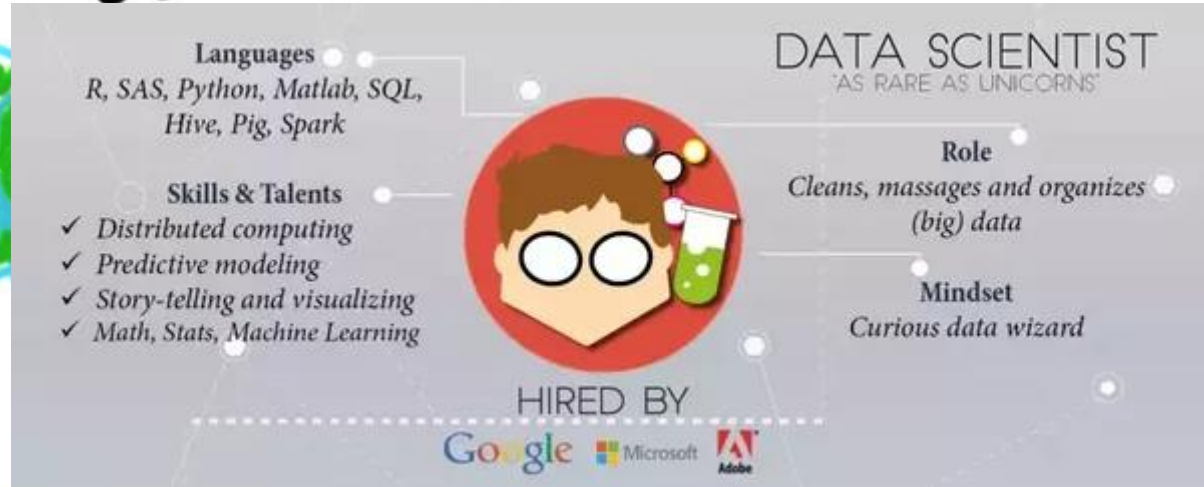 Languages
R, SAS, Python, Matlab, SQL,
Hive, Pig, Spark
Skills & Talents
✓ Distributed computing
✓ Predictive modeling
✓ Story-telling and visualizing
✓ Math, Stats, Machine Learning
DATA SCIENTIST
"AS RARE AS UNICORNS"
Role
Cleans, massages and organizes
(big) data
Mindset
Curious data wizard
HIRED BY
Google Microsoft Adobe